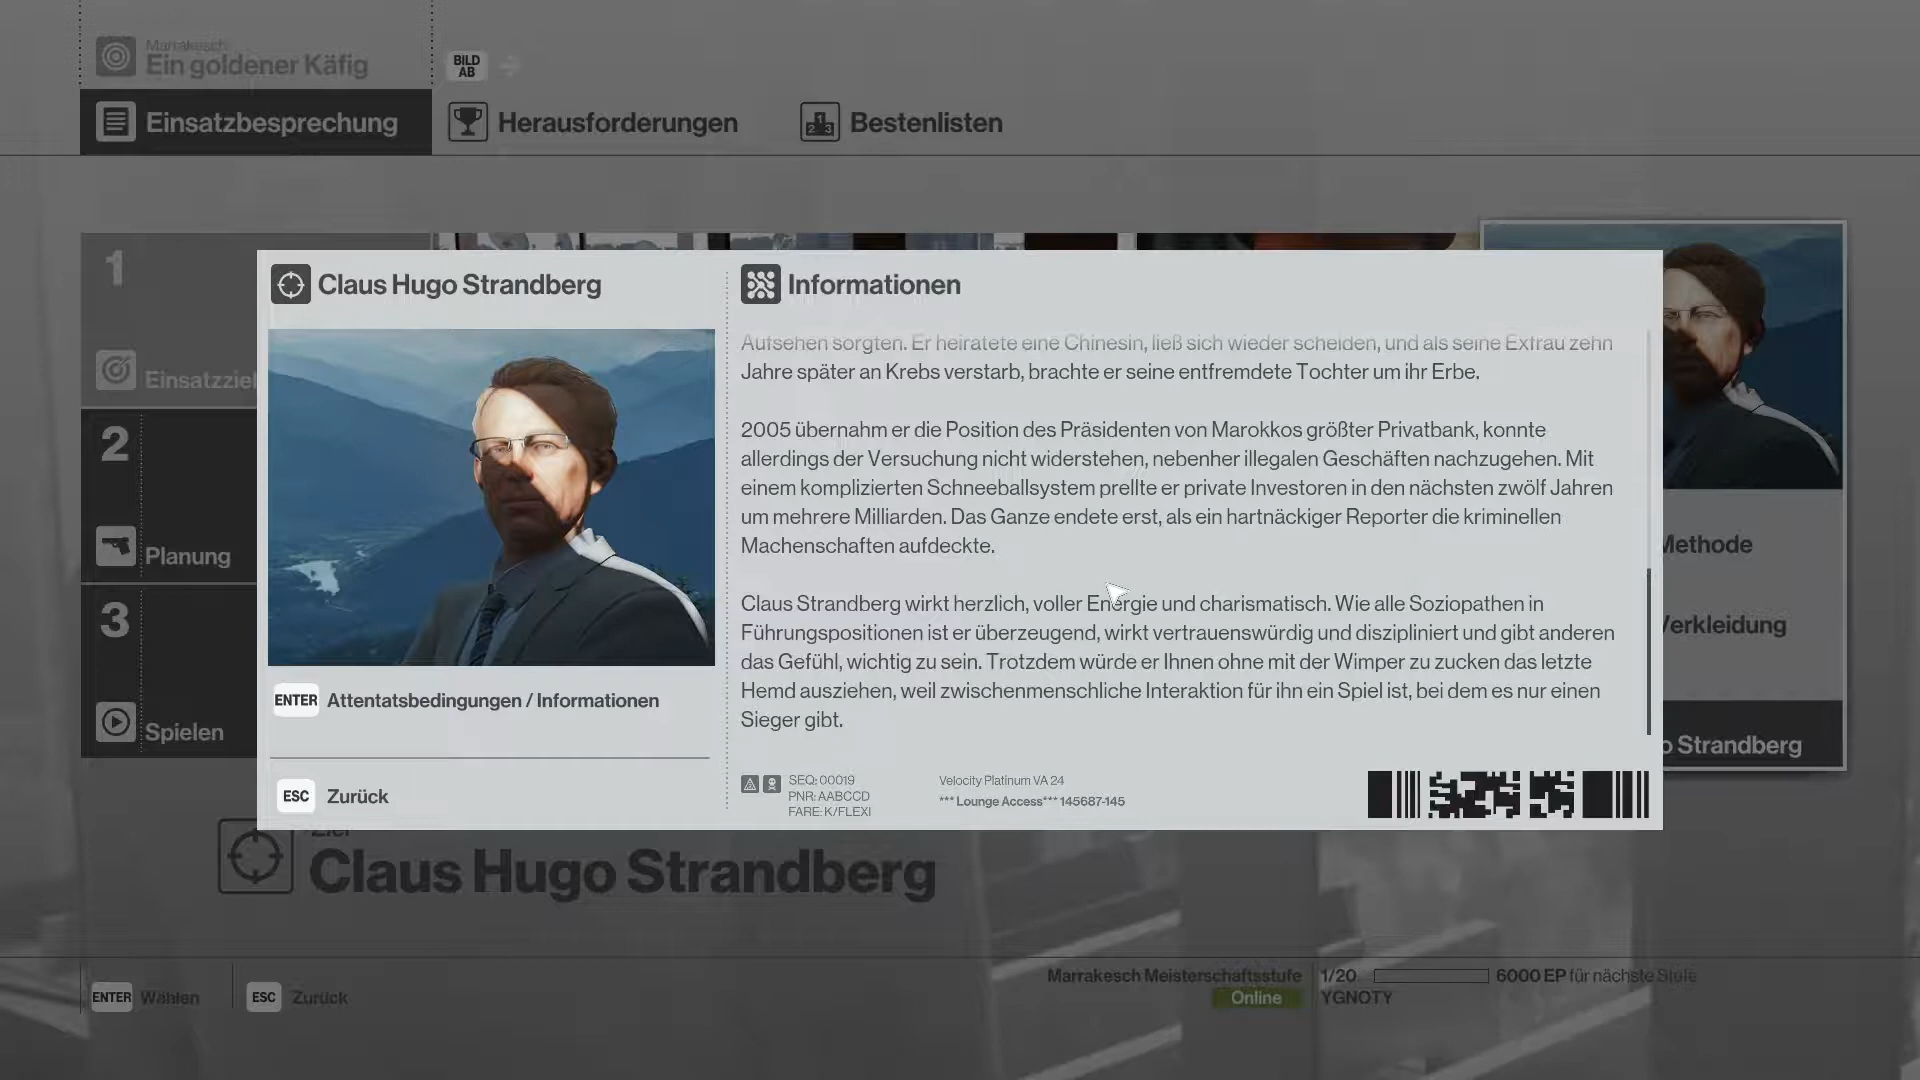 Marrakesch
Ein goldener Käfig
BILD
AB
Einsatzbesprechung
Herausforderungen
Bestenlisten
1
Einsatzziel
2
Planung
3
Spielen
Claus Hugo Strandberg
ENTER Attentatsbedingungen / Informationen
ESC Zurück
Informationen
Aufsehen sorgten. Er heiratete eine Chinesin, ließ sich wieder scheiden, und als seine Exfrau zehn
Jahre später an Krebs verstarb, brachte er seine entfremdete Tochter um ihr Erbe.
2005 übernahm er die Position des Präsidenten von Marokkos größter Privatbank, konnte
allerdings der Versuchung nicht widerstehen, nebenher illegalen Geschäften nachzugehen. Mit
einem komplizierten Schneeballsystem prellte er private Investoren in den nächsten zwölf Jahren
um mehrere Milliarden. Das Ganze endete erst, als ein hartnäckiger Reporter die kriminellen
Machenschaften aufdeckte.
Claus Strandberg wirkt herzlich, voller Energie und charismatisch. Wie alle Soziopathen in
Führungspositionen ist er überzeugend, wirkt vertrauenswürdig und diszipliniert und gibt anderen
das Gefühl, wichtig zu sein. Trotzdem würde er Ihnen ohne mit der Wimper zu zucken das letzte
Hemd ausziehen, weil zwischenmenschliche Interaktion für ihn ein Spiel ist, bei dem es nur einen
Sieger gibt.
SEQ: 00019
PNR: AABCCD
FARE: K/FLEXI
Velocity Platinum VA 24
*** Lounge Access*** 145687-145
Methode
Verkleidung
o Strandberg
Ziel
Claus Hugo Strandberg
ENTER Wählen
ESC Zurück
Marrakesch Meisterschaftsstufe
1/20
6000 EP für nächste Stufe
Online
YGNOTY